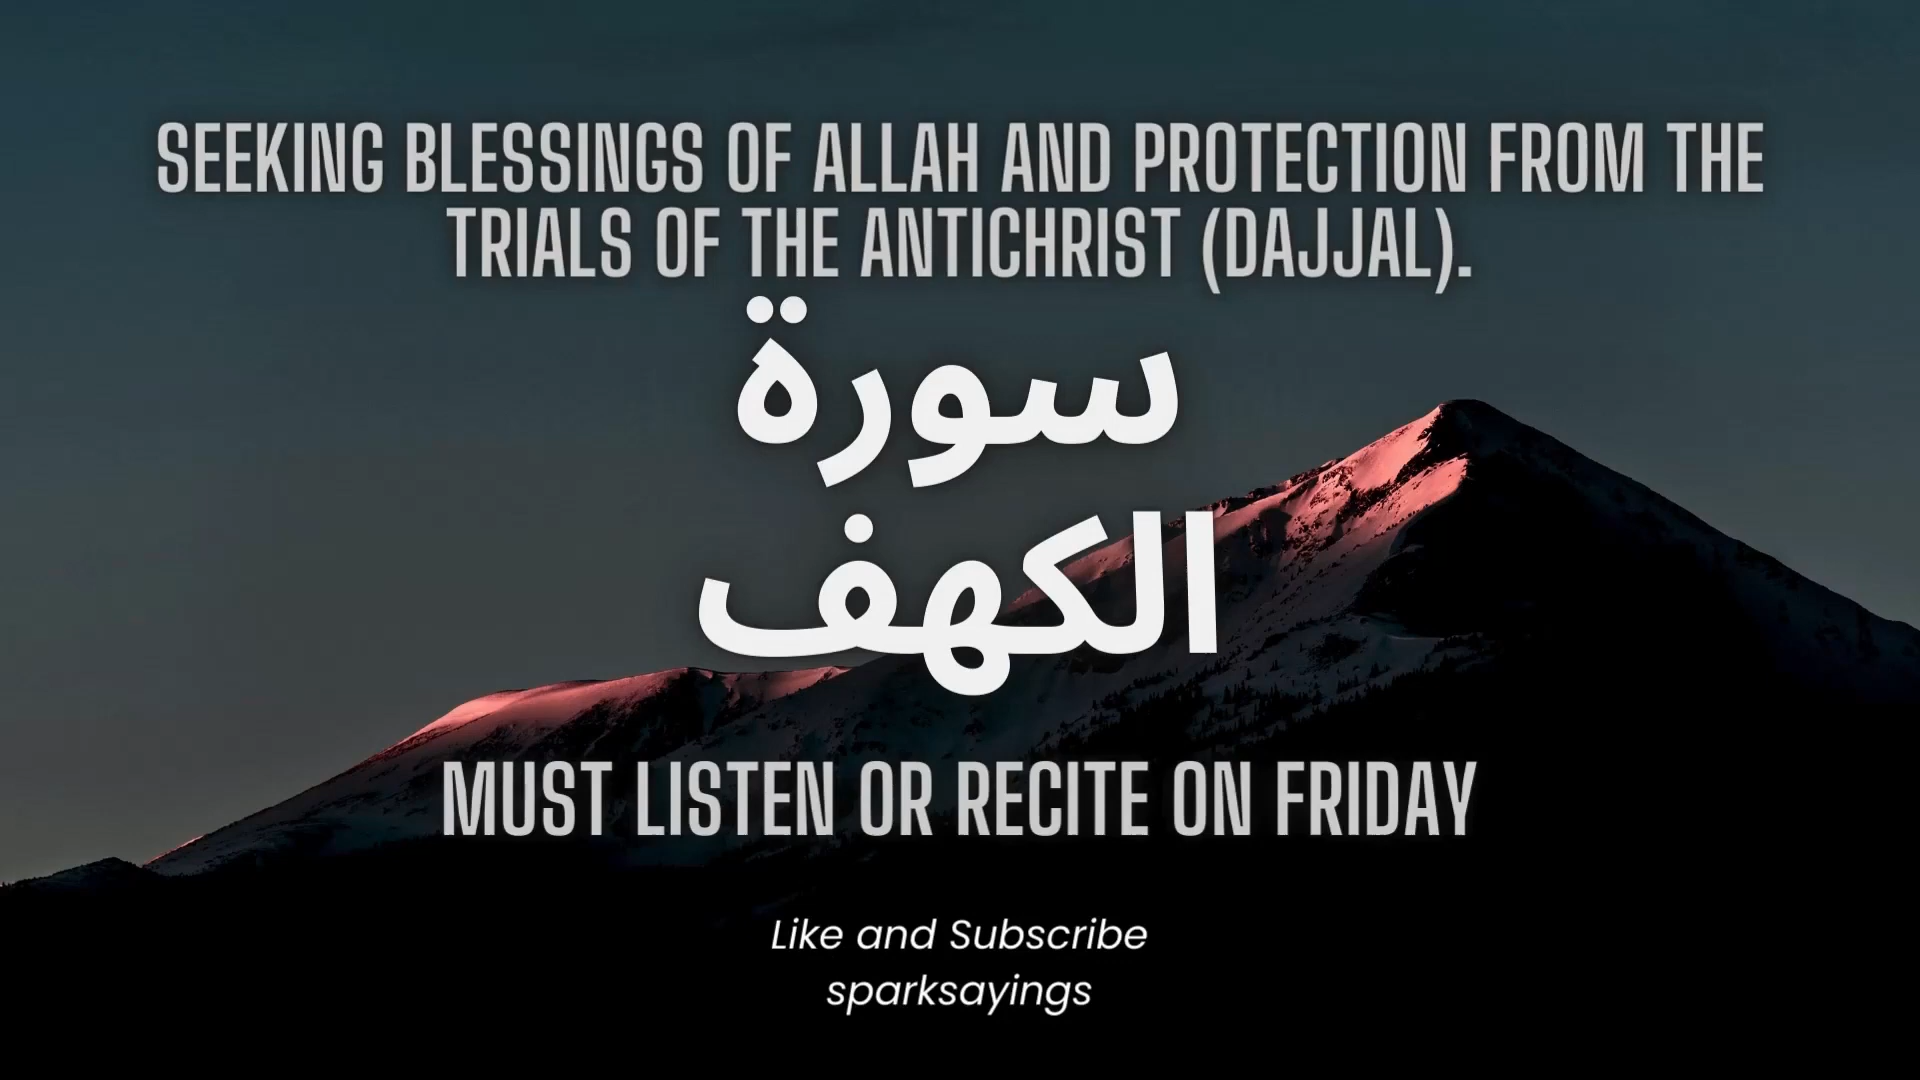 SEEKING BLESSINGS OF ALLAH AND PROTECTION FROM THE
TRIALS OF THE ANTICHRIST (DAJJAL).
سورة
الكهف
MUST LISTEN OR RECITE ON FRIDAY
Like and Subscribe
sparksayings